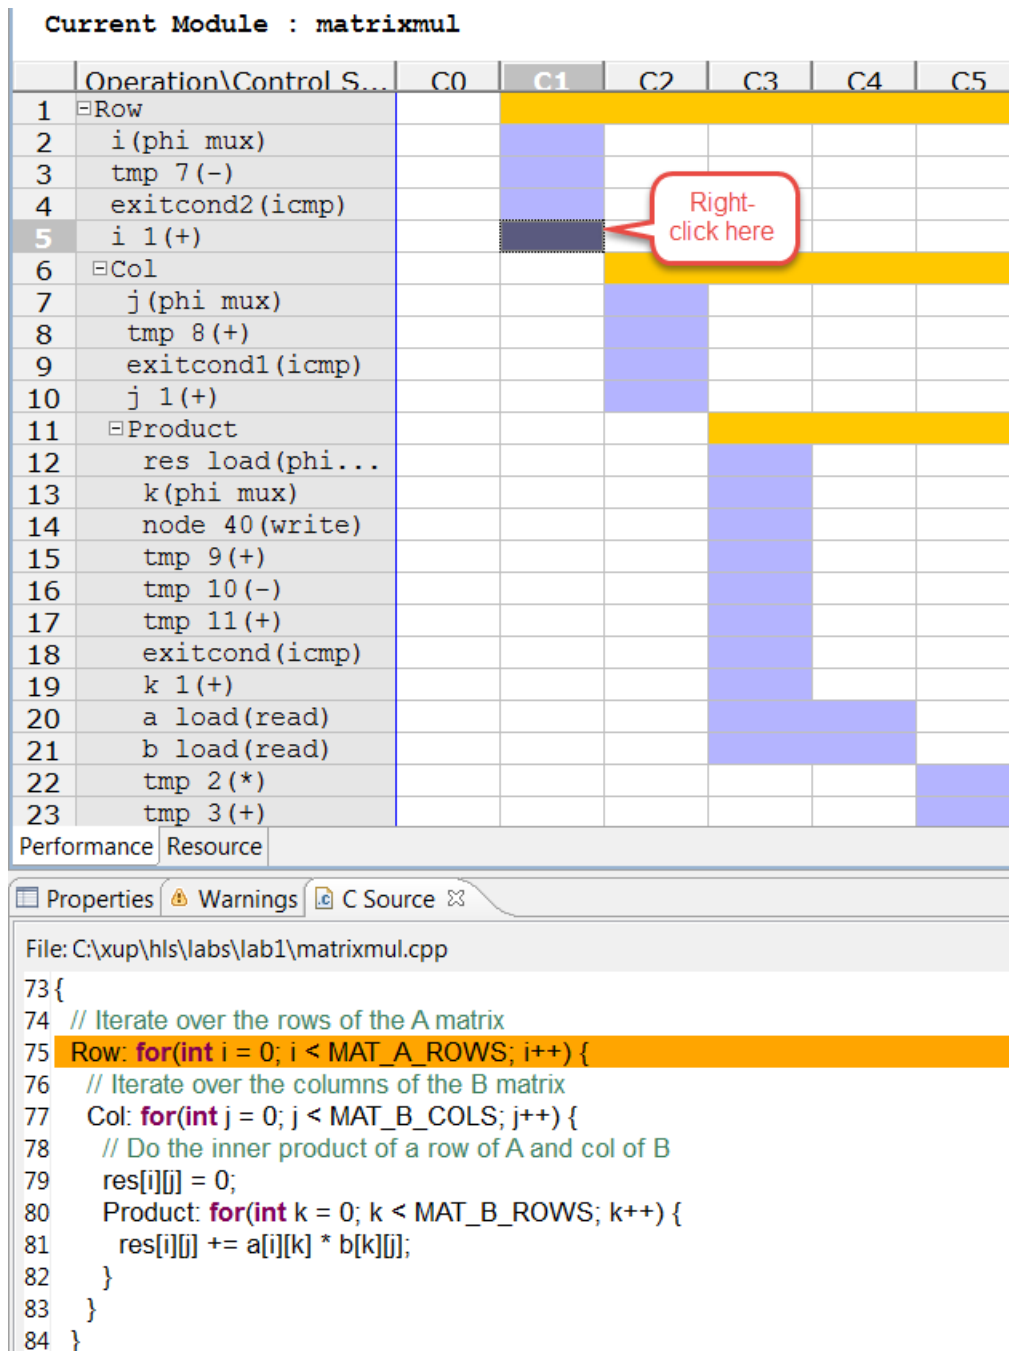 Current Module : matrixmul
Operation\Control S... C0 C1 C2 C3 C4 C5
1 Row
2 i(phi mux)
3 tmp 7(-)
4 exitcond2(icmp)
5 i 1(+)
Right-
click here
6 Col
7 j(phi mux)
8 tmp 8(+)
9 exitcond1(icmp)
10 j 1(+)
11 Product
12 res load(phi...
13 k(phi mux)
14 node 40(write)
15 tmp 9(+)
16 tmp 10(-)
17 tmp 11(+)
18 exitcond(icmp)
19 k 1(+)
20 a load(read)
21 b load(read)
22 tmp 2(*)
23 tmp 3(+)
Performance Resource
Properties Warnings C Source
File: C:\xup\hls\labs\lab1\matrixmul.cpp
73 {
74 // Iterate over the rows of the A matrix
75 Row: for(int i = 0; i < MAT_A_ROWS; i++) {
76 // Iterate over the columns of the B matrix
77 Col: for(int j = 0; j < MAT_B_COLS; j++) {
78 // Do the inner product of a row of A and col of B
79 res[i][j] = 0;
80 Product: for(int k = 0; k < MAT_B_ROWS; k++) {
81 res[i][j] += a[i][k] * b[k][j];
82 }
83 }
84 }